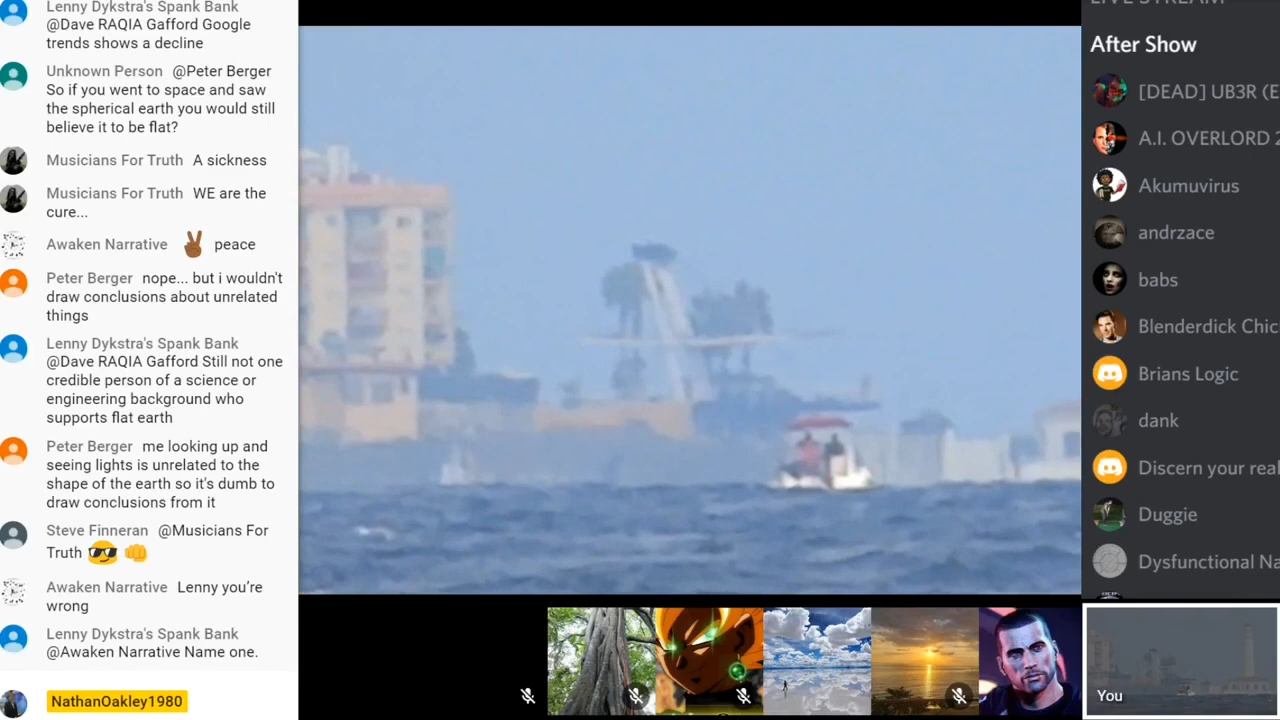 Lenny Dykstra's Spank Bank
@Dave RAQIA Gafford Google
trends shows a decline
Unknown Person @Peter Berger
So if you went to space and saw
the spherical earth you would still
believe it to be flat?
Musicians For Truth A sickness
Musicians For Truth WE are the
cure...
Awaken Narrative ✌🏾 peace
Peter Berger nope... but i wouldn't
draw conclusions about unrelated
things
Lenny Dykstra's Spank Bank
@Dave RAQIA Gafford Still not one
credible person of a science or
engineering background who
supports flat earth
Peter Berger me looking up and
seeing lights is unrelated to the
shape of the earth so it's dumb to
draw conclusions from it
Steve Finneran @Musicians For
Truth 😎 👊
Awaken Narrative Lenny you're
wrong
Lenny Dykstra's Spank Bank
@Awaken Narrative Name one.
NathanOakley1980
LIVE STREAM
After Show
[DEAD] UB3R (E
A.I. OVERLORD 2
Akumuvirus
andrzace
babs
Blenderdick Chic
Brians Logic
dank
Discern your real
Duggie
Dysfunctional Na
You